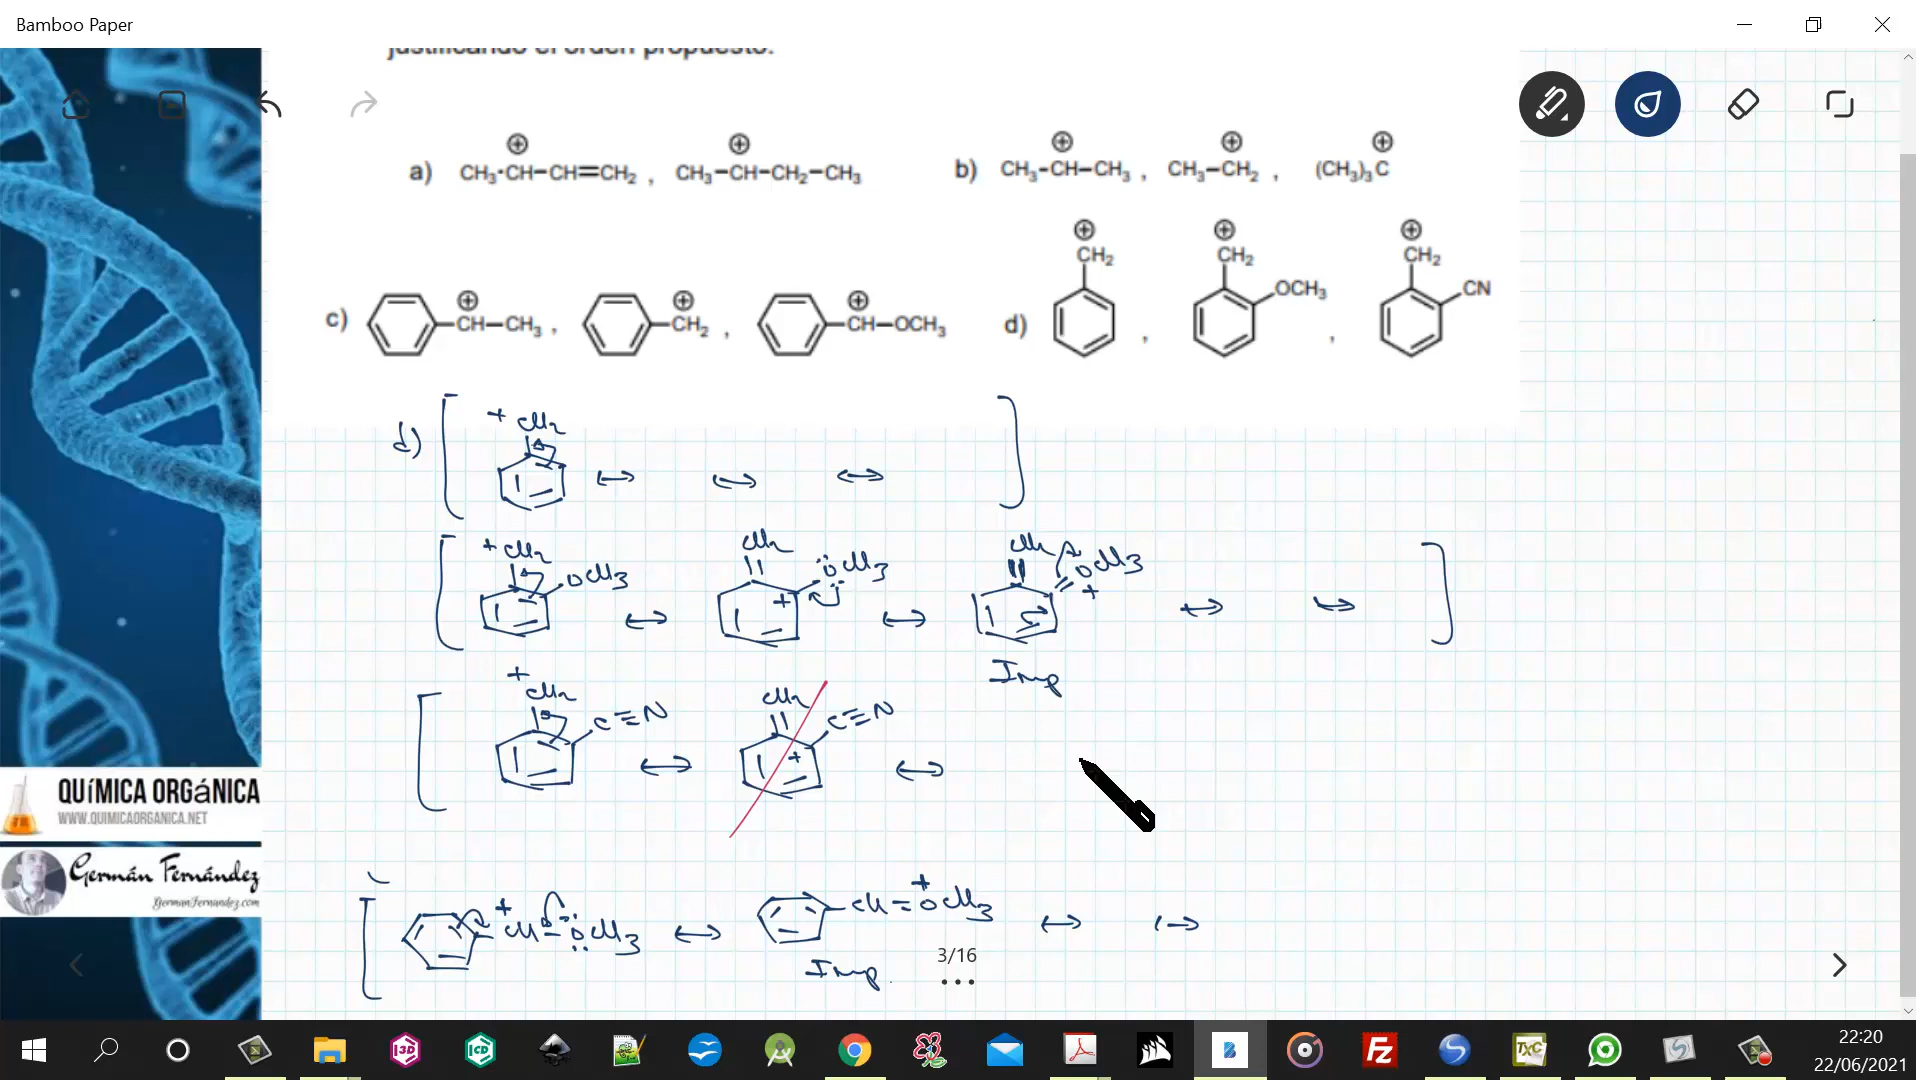 Bamboo Paper
justificando el orden propuesto.
a) CH₃-CH-CH=CH₂ , CH₃-CH-CH₂-CH₃
⊕ ⊕
b) CH₃-CH-CH₃ , CH₃-CH₂ , (CH₃)₃C
⊕ ⊕ ⊕
c) CH-CH₃ , CH₂ , CH-OCH₃
⊕ ⊕ ⊕
d) CH₂ , CH₂ OCH₃ , CH₂ CN
⊕ ⊕ ⊕
d) [ +CH₂ ↔ ↔ ↔ ]
[ +CH₂ OCH₃ ↔ CH₂ + OCH₃ ↔ CH₂ OCH₃ + ↔ ↔ ]
Imp
[ +CH₂ C≡N ↔ CH₂ + C≡N ↔
QUÍMICA ORGáNICA
WWW.QUIMICAORGANICA.NET
Germán Fernández
GermanFernandez.com
[ +CH-OCH₃ ↔ CH=OCH₃ + ↔ ↔
Imp.
3/16
22:20
22/06/2021